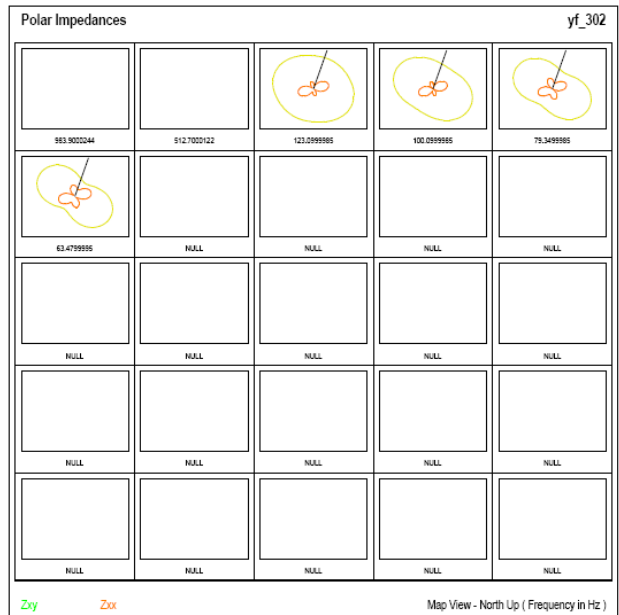 Polar Impedances yf_302
983.9000244 512.7000122 123.0999985 100.0999985 79.3499985
63.4799995 NULL NULL NULL NULL
NULL NULL NULL NULL NULL
NULL NULL NULL NULL NULL
NULL NULL NULL NULL NULL
Zxy Zxx Map View - North Up ( Frequency in Hz )